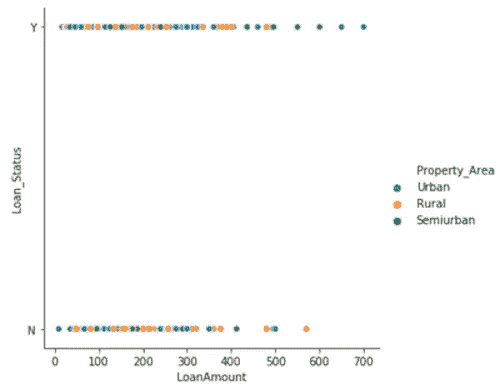 Y
Loan_Status
N
0 100 200 300 400 500 600 700
LoanAmount
Property_Area
Urban
Rural
Semiurban